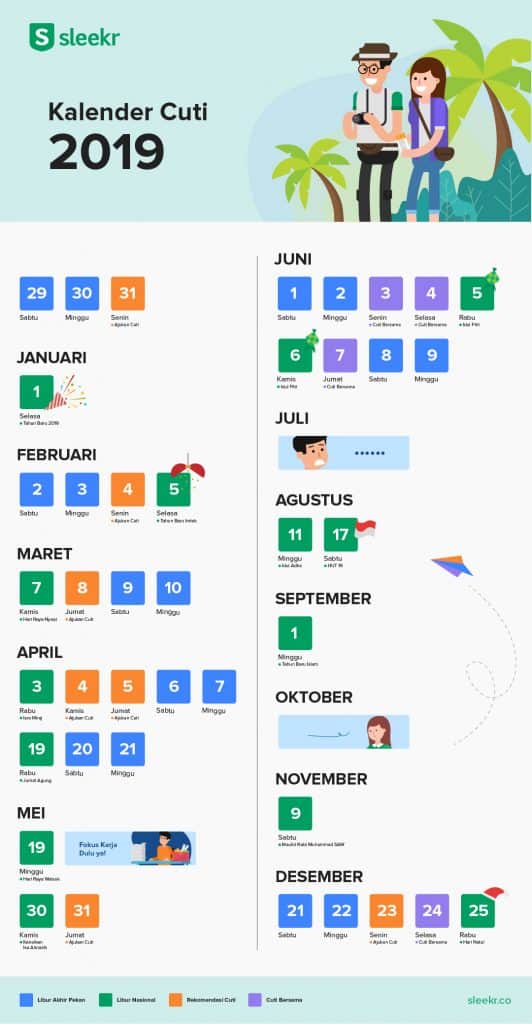 S sleekr
Kalender Cuti
2019
29 30 31
Sabtu Minggu Senin
Ajukan Cuti
JANUARI
1
Selasa
Tahun Baru 2019
FEBRUARI
2 3 4 5
Sabtu Minggu Senin Selasa
Ajukan Cuti Tahun Baru Imlek
MARET
7 8 9 10
Kamis Jumat Sabtu Minggu
Hari Raya Nyepi Ajukan Cuti
APRIL
3 4 5 6 7
Rabu Kamis Jumat Sabtu Minggu
Isra Miraj Ajukan Cuti Ajukan Cuti
19 20 21
Rabu Sabtu Minggu
Jumat Agung
MEI
19 Fokus Kerja
Dulu ya!
Minggu
Hari Raya Waisak
30 31
Kamis Jumat
Kenaikan Ajukan Cuti
Isa Almasih
JUNI
1 2 3 4 5
Sabtu Minggu Senin Selasa Rabu
Cuti Bersama Cuti Bersama Idul Fitri
6 7 8 9
Kamis Jumat Sabtu Minggu
Idul Fitri Cuti Bersama
JULI
••••••
AGUSTUS
11 17
Minggu Sabtu
Idul Adha HUT RI
SEPTEMBER
1
Minggu
Tahun Baru Islam
OKTOBER
NOVEMBER
9
Sabtu
Maulid Nabi Muhammad SAW
DESEMBER
21 22 23 24 25
Sabtu Minggu Senin Selasa Rabu
Ajukan Cuti Cuti Bersama Hari Natal
Libur Akhir Pekan Libur Nasional Rekomendasi Cuti Cuti Bersama sleekr.co